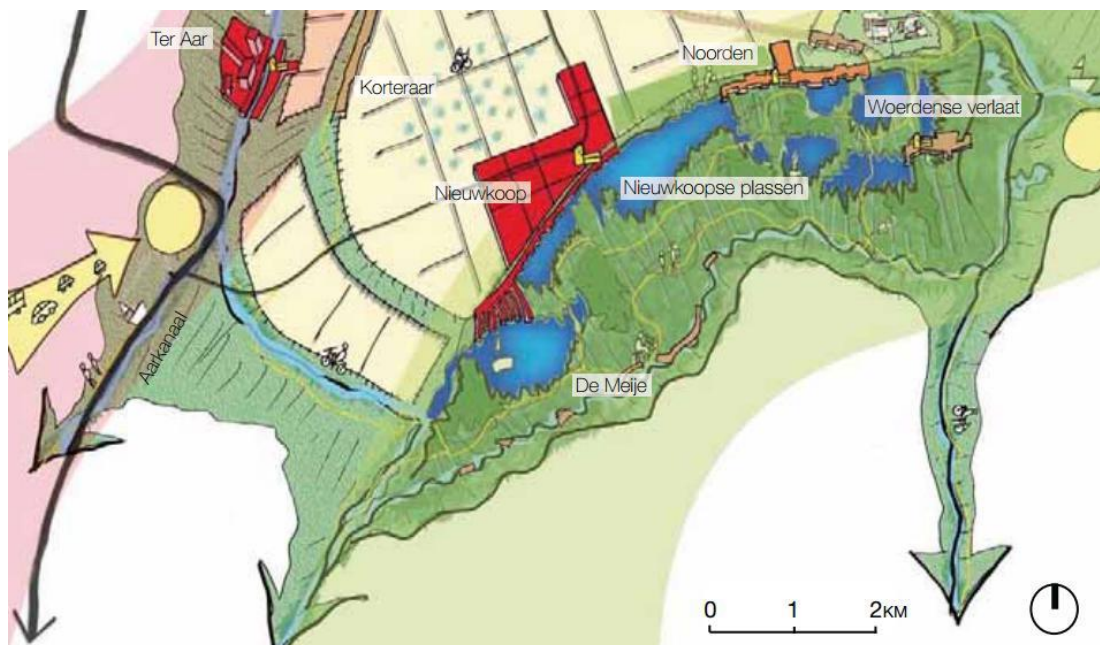 Ter Aar
Noorden
Korteraar
Woerdense verlaat
Nieuwkoop
Nieuwkoopse plassen
Aarkanaal
De Meije
0 1 2KM